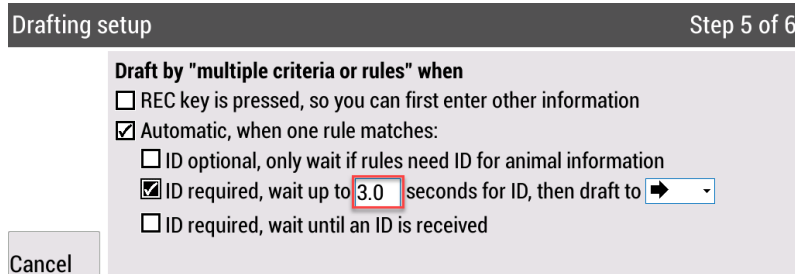 Drafting setup
Step 5 of 6
Draft by "multiple criteria or rules" when
REC key is pressed, so you can first enter other information
Automatic, when one rule matches:
ID optional, only wait if rules need ID for animal information
ID required, wait up to 3.0 seconds for ID, then draft to
ID required, wait until an ID is received
Cancel